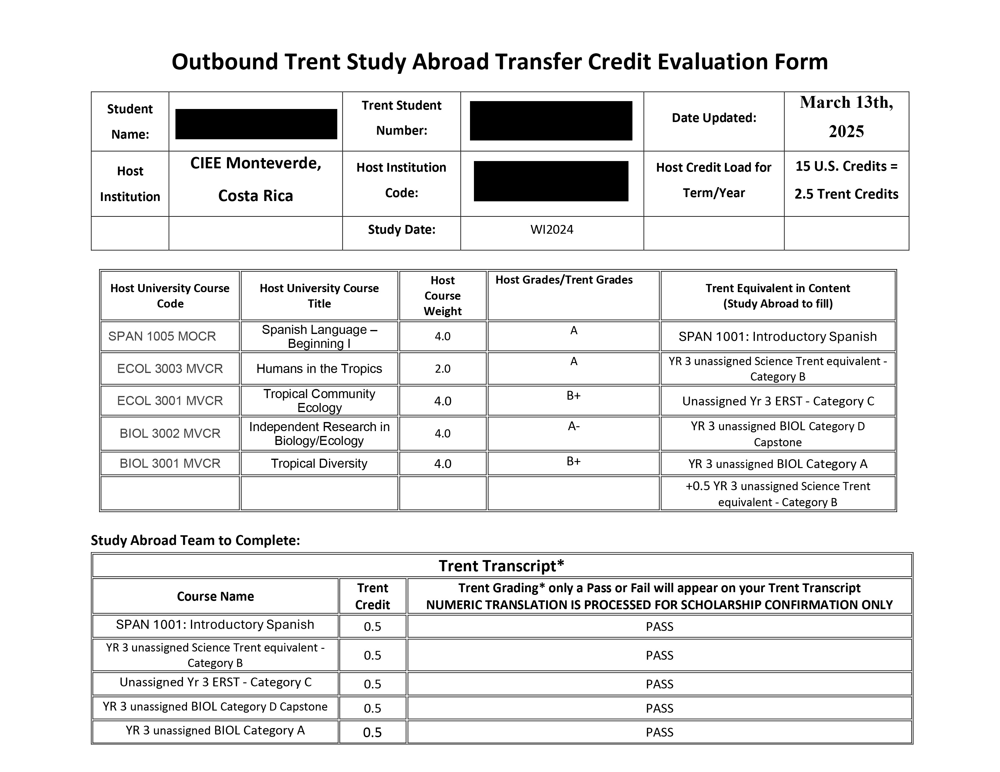 Outbound Trent Study Abroad Transfer Credit Evaluation Form
Student
Name:
Trent Student
Number:
Date Updated:
March 13th,
2025
Host
Institution
CIEE Monteverde,
Costa Rica
Host Institution
Code:
Host Credit Load for
Term/Year
15 U.S. Credits =
2.5 Trent Credits
Study Date:
WI2024
Host University Course
Code
Host University Course
Title
Host
Course
Weight
Host Grades/Trent Grades
Trent Equivalent in Content
(Study Abroad to fill)
SPAN 1005 MOCR
Spanish Language –
Beginning I
4.0
A
SPAN 1001: Introductory Spanish
ECOL 3003 MVCR
Humans in the Tropics
2.0
A
YR 3 unassigned Science Trent equivalent -
Category B
ECOL 3001 MVCR
Tropical Community
Ecology
4.0
B+
Unassigned Yr 3 ERST - Category C
BIOL 3002 MVCR
Independent Research in
Biology/Ecology
4.0
A-
YR 3 unassigned BIOL Category D
Capstone
BIOL 3001 MVCR
Tropical Diversity
4.0
B+
YR 3 unassigned BIOL Category A
+0.5 YR 3 unassigned Science Trent
equivalent - Category B
Study Abroad Team to Complete:
Trent Transcript*
Course Name
Trent
Credit
Trent Grading* only a Pass or Fail will appear on your Trent Transcript
NUMERIC TRANSLATION IS PROCESSED FOR SCHOLARSHIP CONFIRMATION ONLY
SPAN 1001: Introductory Spanish
0.5
PASS
YR 3 unassigned Science Trent equivalent -
Category B
0.5
PASS
Unassigned Yr 3 ERST - Category C
0.5
PASS
YR 3 unassigned BIOL Category D Capstone
0.5
PASS
YR 3 unassigned BIOL Category A
0.5
PASS